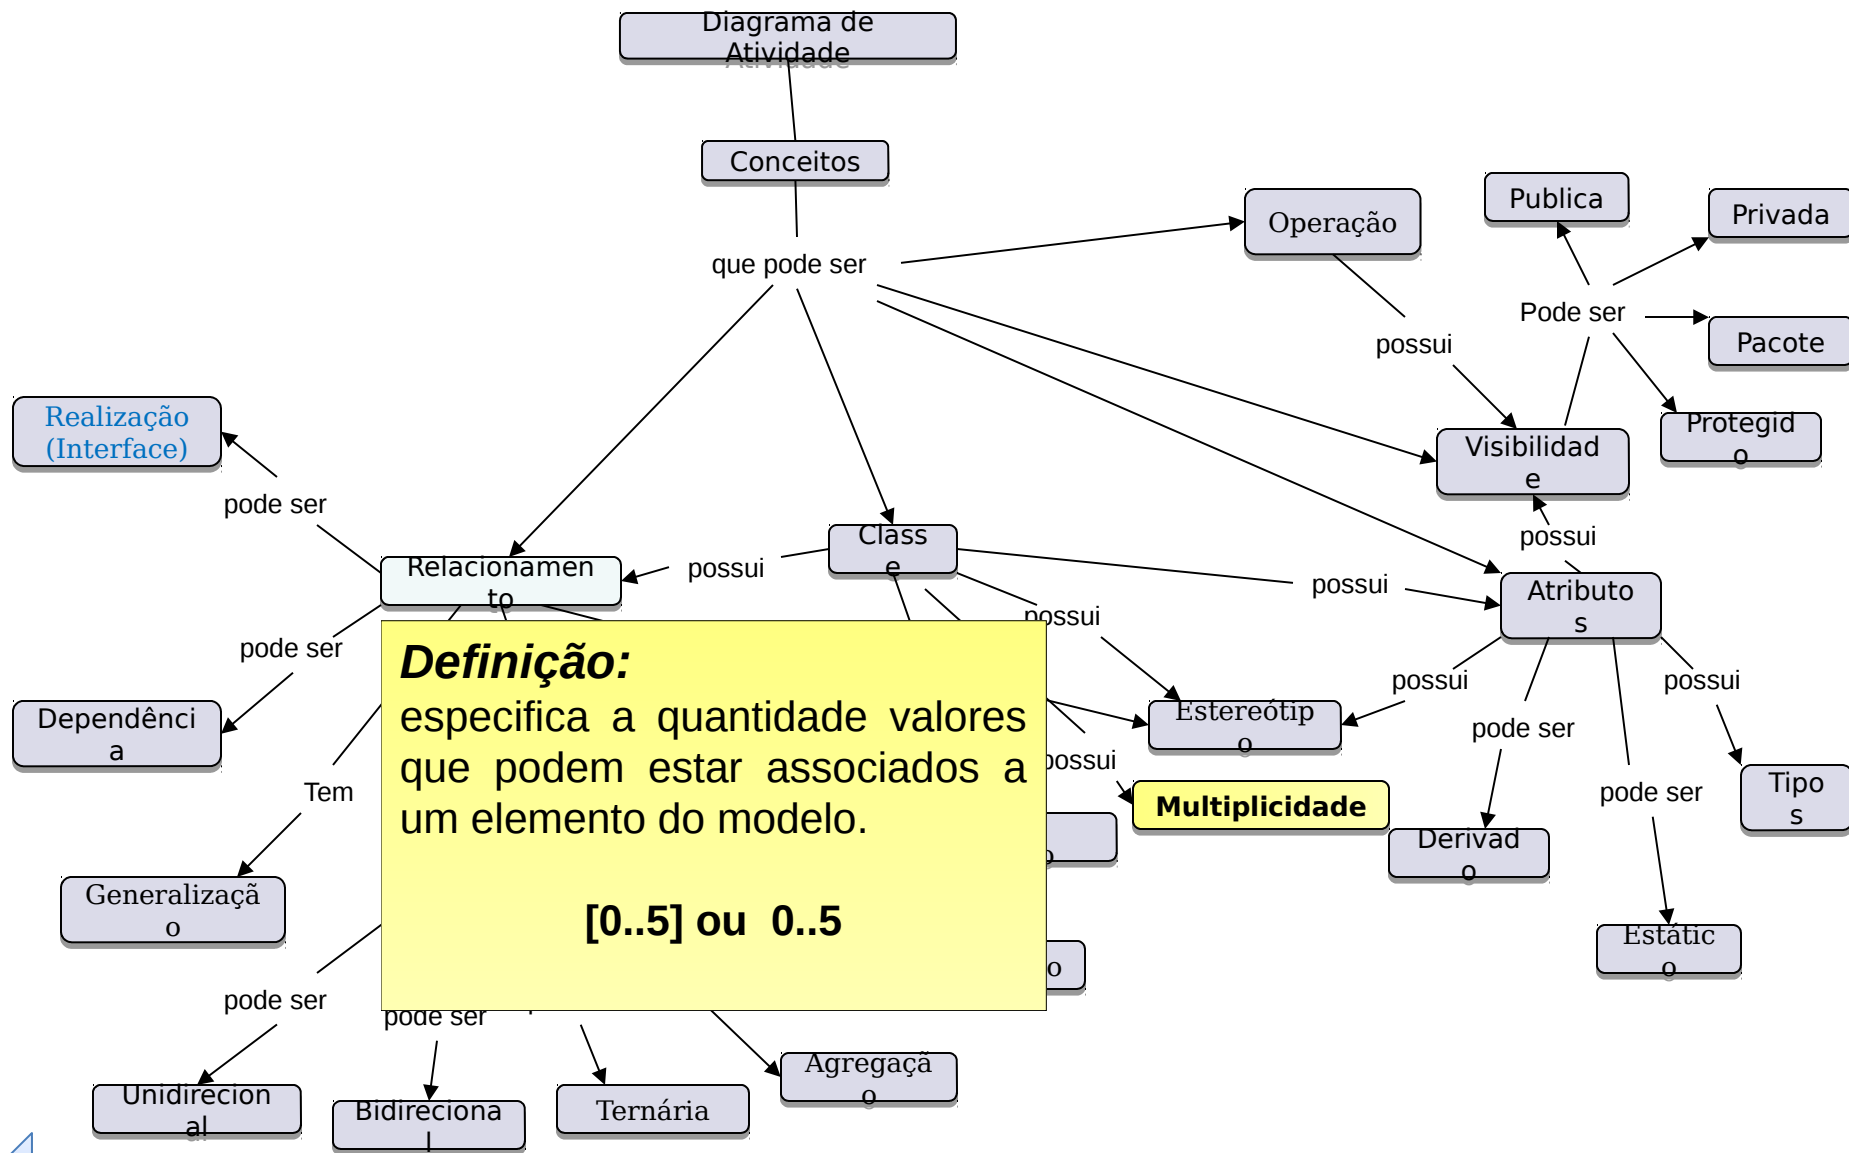 Diagrama de
Atividade
Conceitos
que pode ser
Operação
Publica
Privada
Pode ser
Pacote
possui
Protegid
o
Visibilidad
e
Realização
(Interface)
pode ser
possui
Class
e
Relacionamen
to
possui
possui
Atributo
s
possui
pode ser
possui
possui
Definição:
especifica a quantidade valores
que podem estar associados a
um elemento do modelo.
[0..5] ou 0..5
Dependênci
a
Estereótip
o
pode ser
possui
Tem
Multiplicidade
pode ser
Tipo
s
Derivad
o
o
Generalizaçã
o
Estátic
o
o
pode ser
pode ser
Agregaçã
o
Unidirecion
al
Bidireciona
l
Ternária